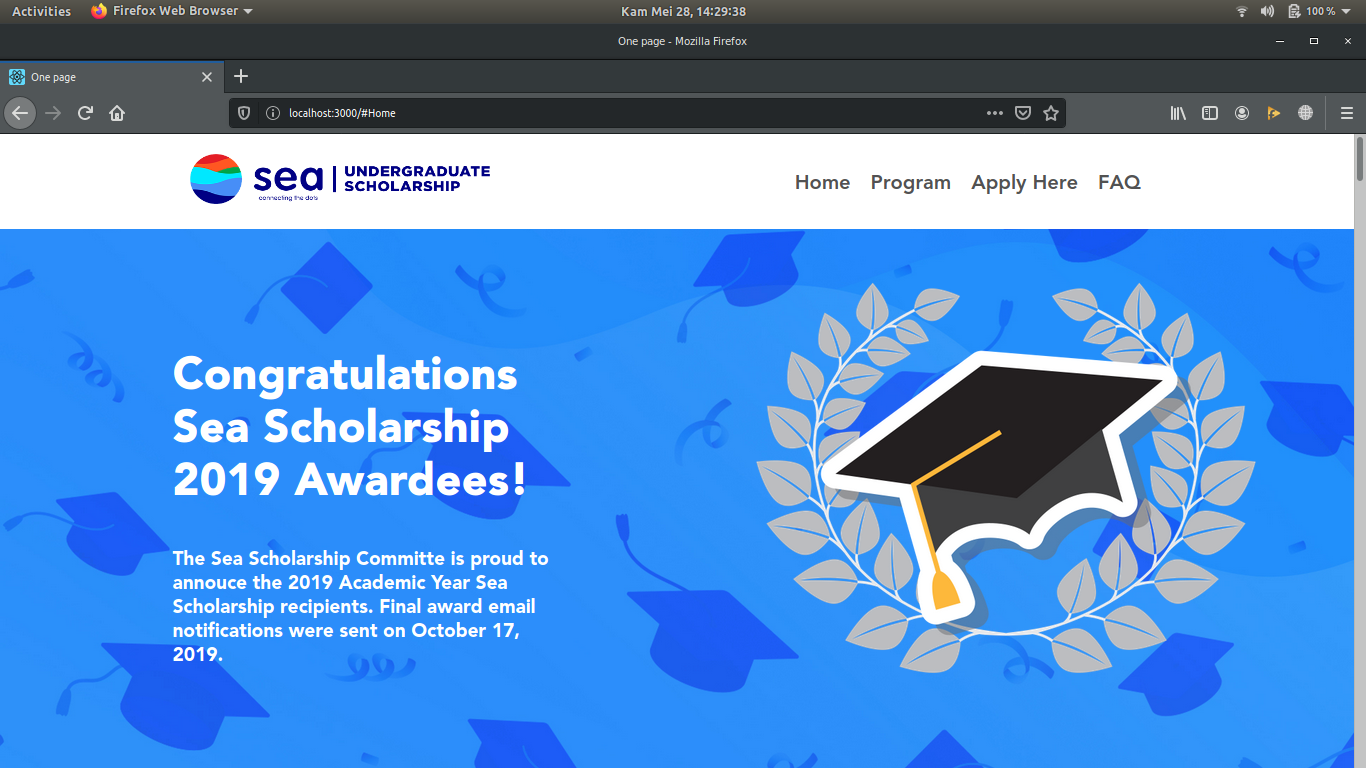 Activities Firefox Web Browser Kam Mei 28, 14:29:38 100 %
One page - Mozilla Firefox
One page
localhost:3000/#Home
sea
connecting the dots
UNDERGRADUATE
SCHOLARSHIP
Home Program Apply Here FAQ
Congratulations
Sea Scholarship
2019 Awardees!
The Sea Scholarship Committe is proud to
annouce the 2019 Academic Year Sea
Scholarship recipients. Final award email
notifications were sent on October 17,
2019.